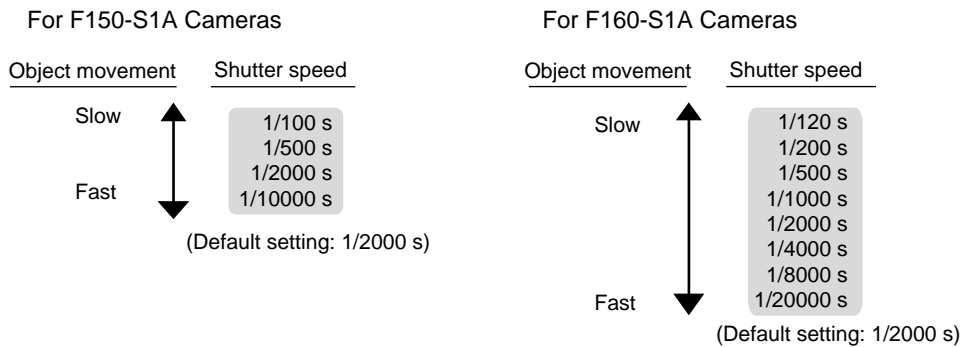 For F150-S1A Cameras
Object movement Shutter speed
Slow
1/100 s
1/500 s
1/2000 s
Fast
1/10000 s
(Default setting: 1/2000 s)
For F160-S1A Cameras
Object movement Shutter speed
Slow
1/120 s
1/200 s
1/500 s
1/1000 s
1/2000 s
1/4000 s
1/8000 s
Fast
1/20000 s
(Default setting: 1/2000 s)